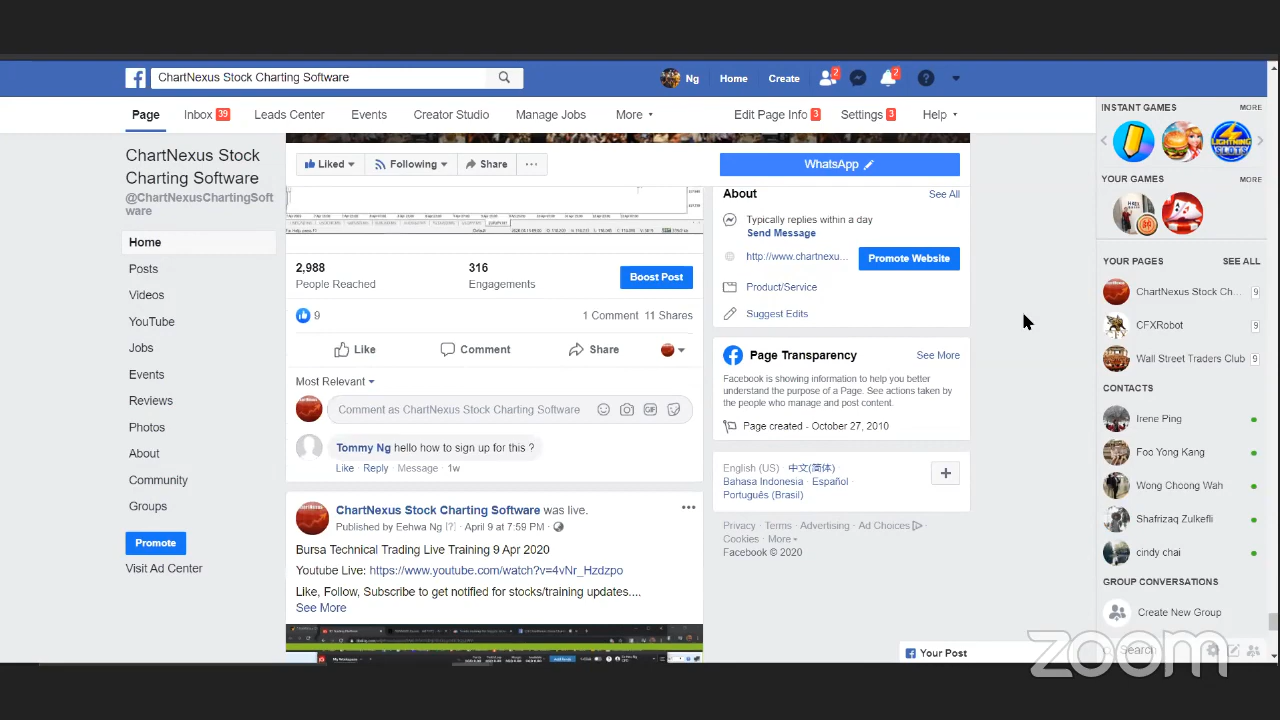 ChartNexus Stock Charting Software
Ng
Home
Create
2
2
Page
Inbox 39
Leads Center
Events
Creator Studio
Manage Jobs
More
Edit Page Info 3
Settings 3
Help
ChartNexus Stock
Charting Software
@ChartNexusChartingSoft
ware
Home
Posts
Videos
YouTube
Jobs
Events
Reviews
Photos
About
Community
Groups
Promote
Visit Ad Center
Liked
Following
Share
WhatsApp
2,988
People Reached
316
Engagements
Boost Post
9
1 Comment 11 Shares
Like
Comment
Share
Most Relevant
Comment as ChartNexus Stock Charting Software
Tommy Ng hello how to sign up for this ?
Like · Reply · Message · 1w
ChartNexus Stock Charting Software was live.
Published by Eehwa Ng [?] · April 9 at 7:59 PM ·
Bursa Technical Trading Live Training 9 Apr 2020
Youtube Live: https://www.youtube.com/watch?v=4vNr_Hzdzpo
Like, Follow, Subscribe to get notified for stocks/training updates....
See More
About
See All
Typically replies within a day
Send Message
http://www.chartnexu...
Promote Website
Product/Service
Suggest Edits
Page Transparency
See More
Facebook is showing information to help you better
understand the purpose of a Page. See actions taken by
the people who manage and post content.
Page created - October 27, 2010
English (US) · 中文(简体) ·
Bahasa Indonesia · Español ·
Português (Brasil)
Privacy · Terms · Advertising · Ad Choices ·
Cookies · More
Facebook © 2020
Your Post
INSTANT GAMES
MORE
LIGHTNING
SLOTS
YOUR GAMES
MORE
YOUR PAGES
SEE ALL
ChartNexus Stock Ch...
9
CFXRobot
9
Wall Street Traders Club
9
CONTACTS
Irene Ping
Foo Yong Kang
Wong Choong Wah
Shafrizaq Zulkefli
cindy chai
GROUP CONVERSATIONS
Create New Group
Search
zoom